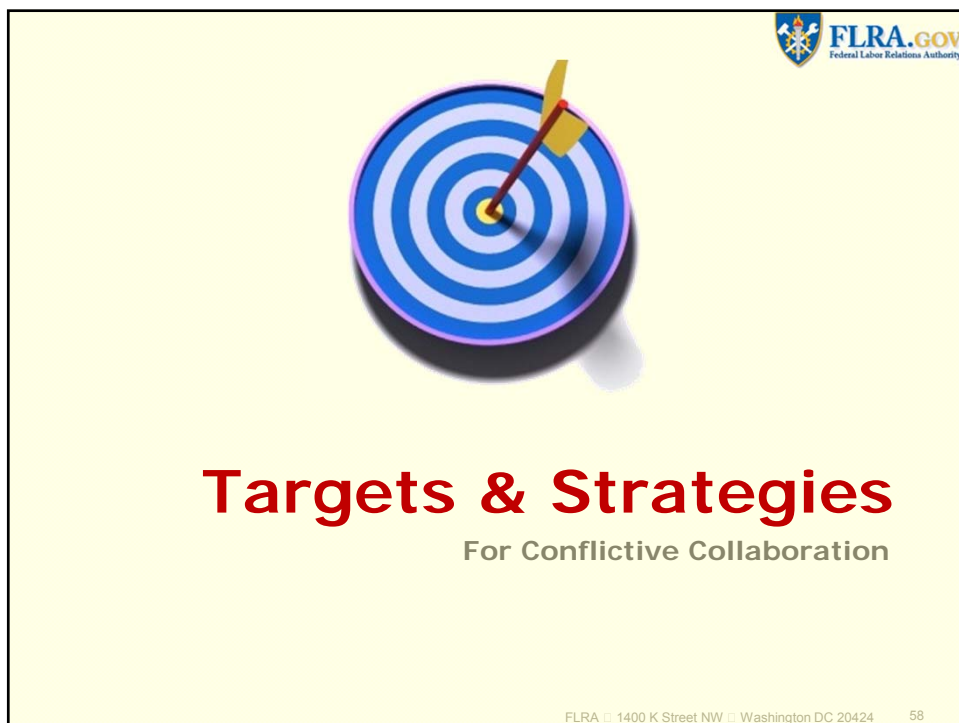 FLRA.GOV
Federal Labor Relations Authority
Targets & Strategies
For Conflictive Collaboration
FLRA □ 1400 K Street NW □ Washington DC 20424 58